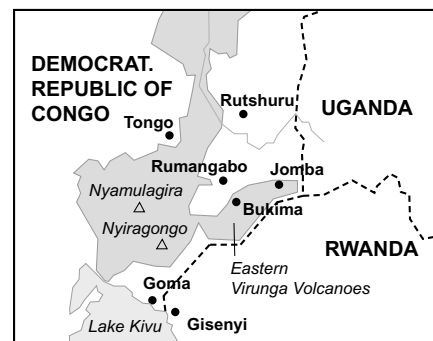 DEMOCRAT.
REPUBLIC OF
CONGO
Rutshuru
UGANDA
Tongo
Rumangabo
Jomba
Nyamulagira
Bukima
Nyiragongo
RWANDA
Eastern
Virunga Volcanoes
Goma
Lake Kivu
Gisenyi